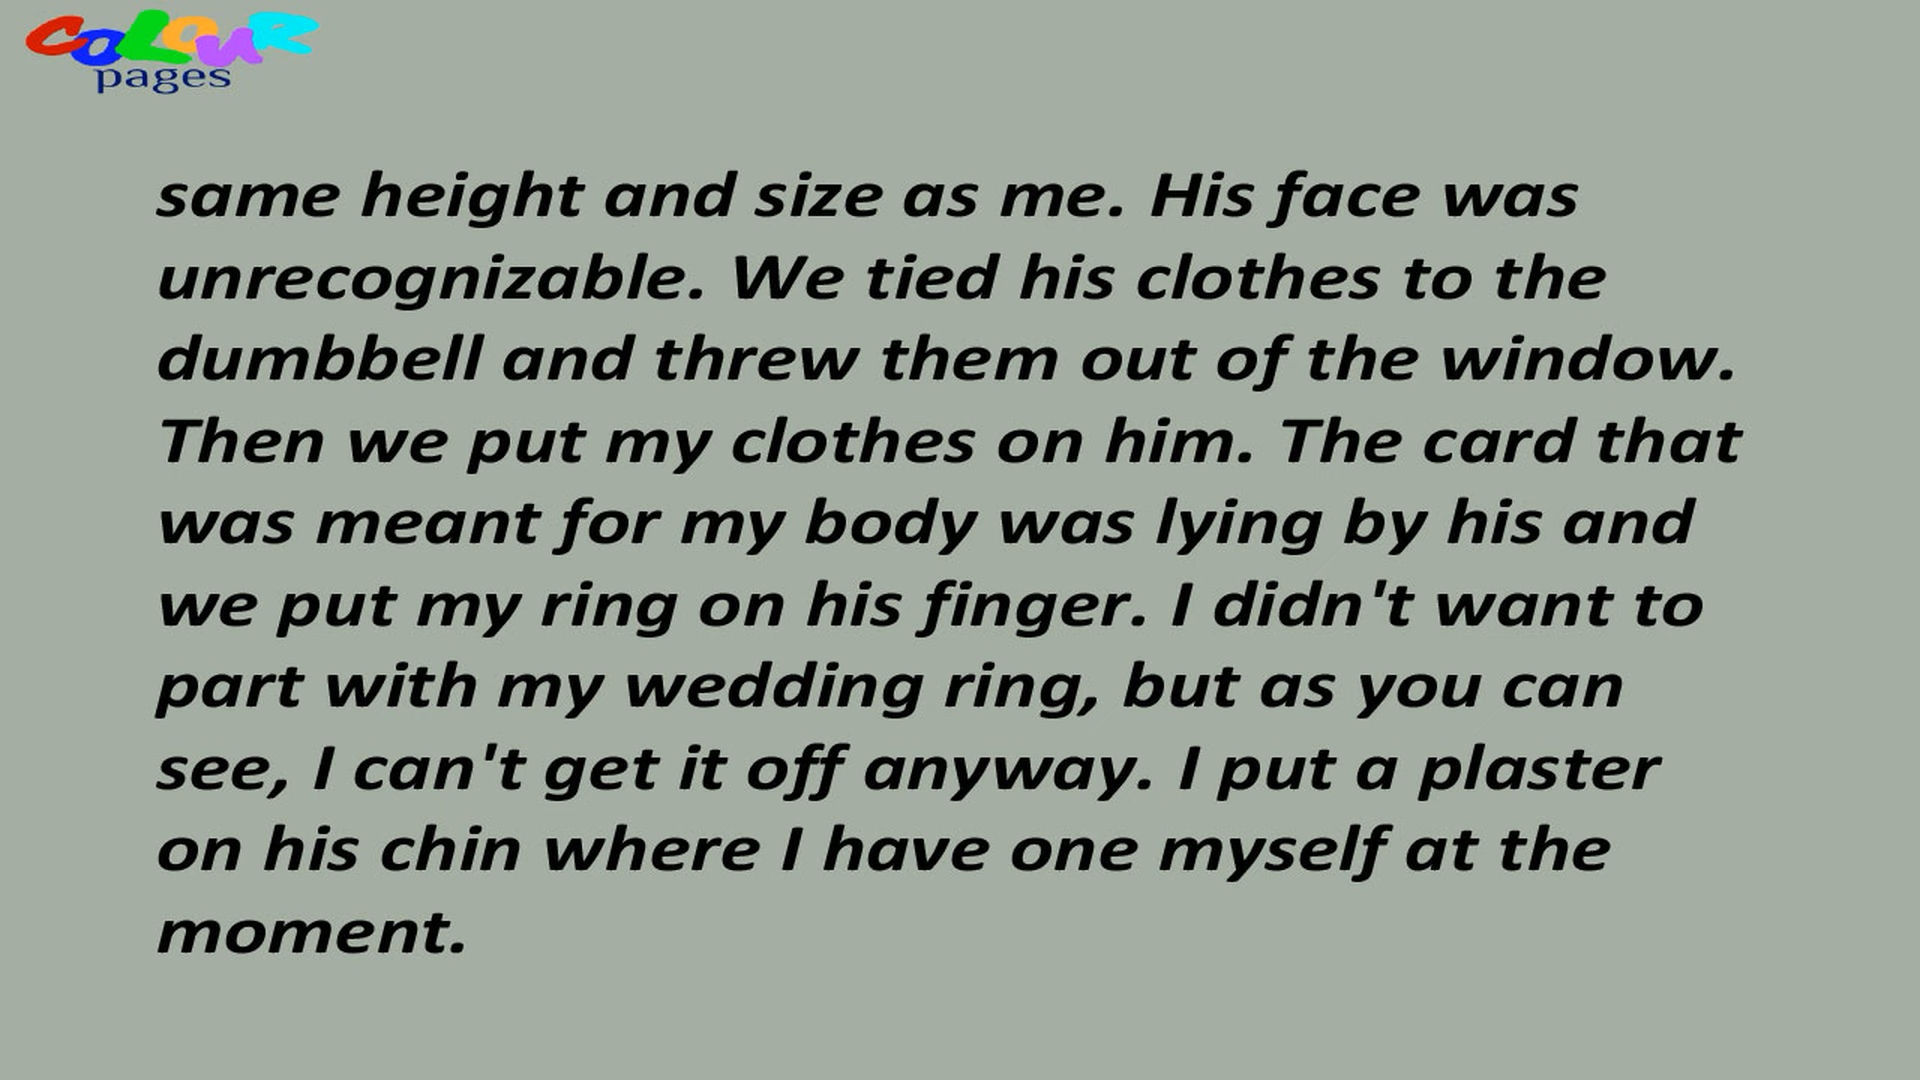 COLOUR
pages
same height and size as me. His face was
unrecognizable. We tied his clothes to the
dumbbell and threw them out of the window.
Then we put my clothes on him. The card that
was meant for my body was lying by his and
we put my ring on his finger. I didn't want to
part with my wedding ring, but as you can
see, I can't get it off anyway. I put a plaster
on his chin where I have one myself at the
moment.